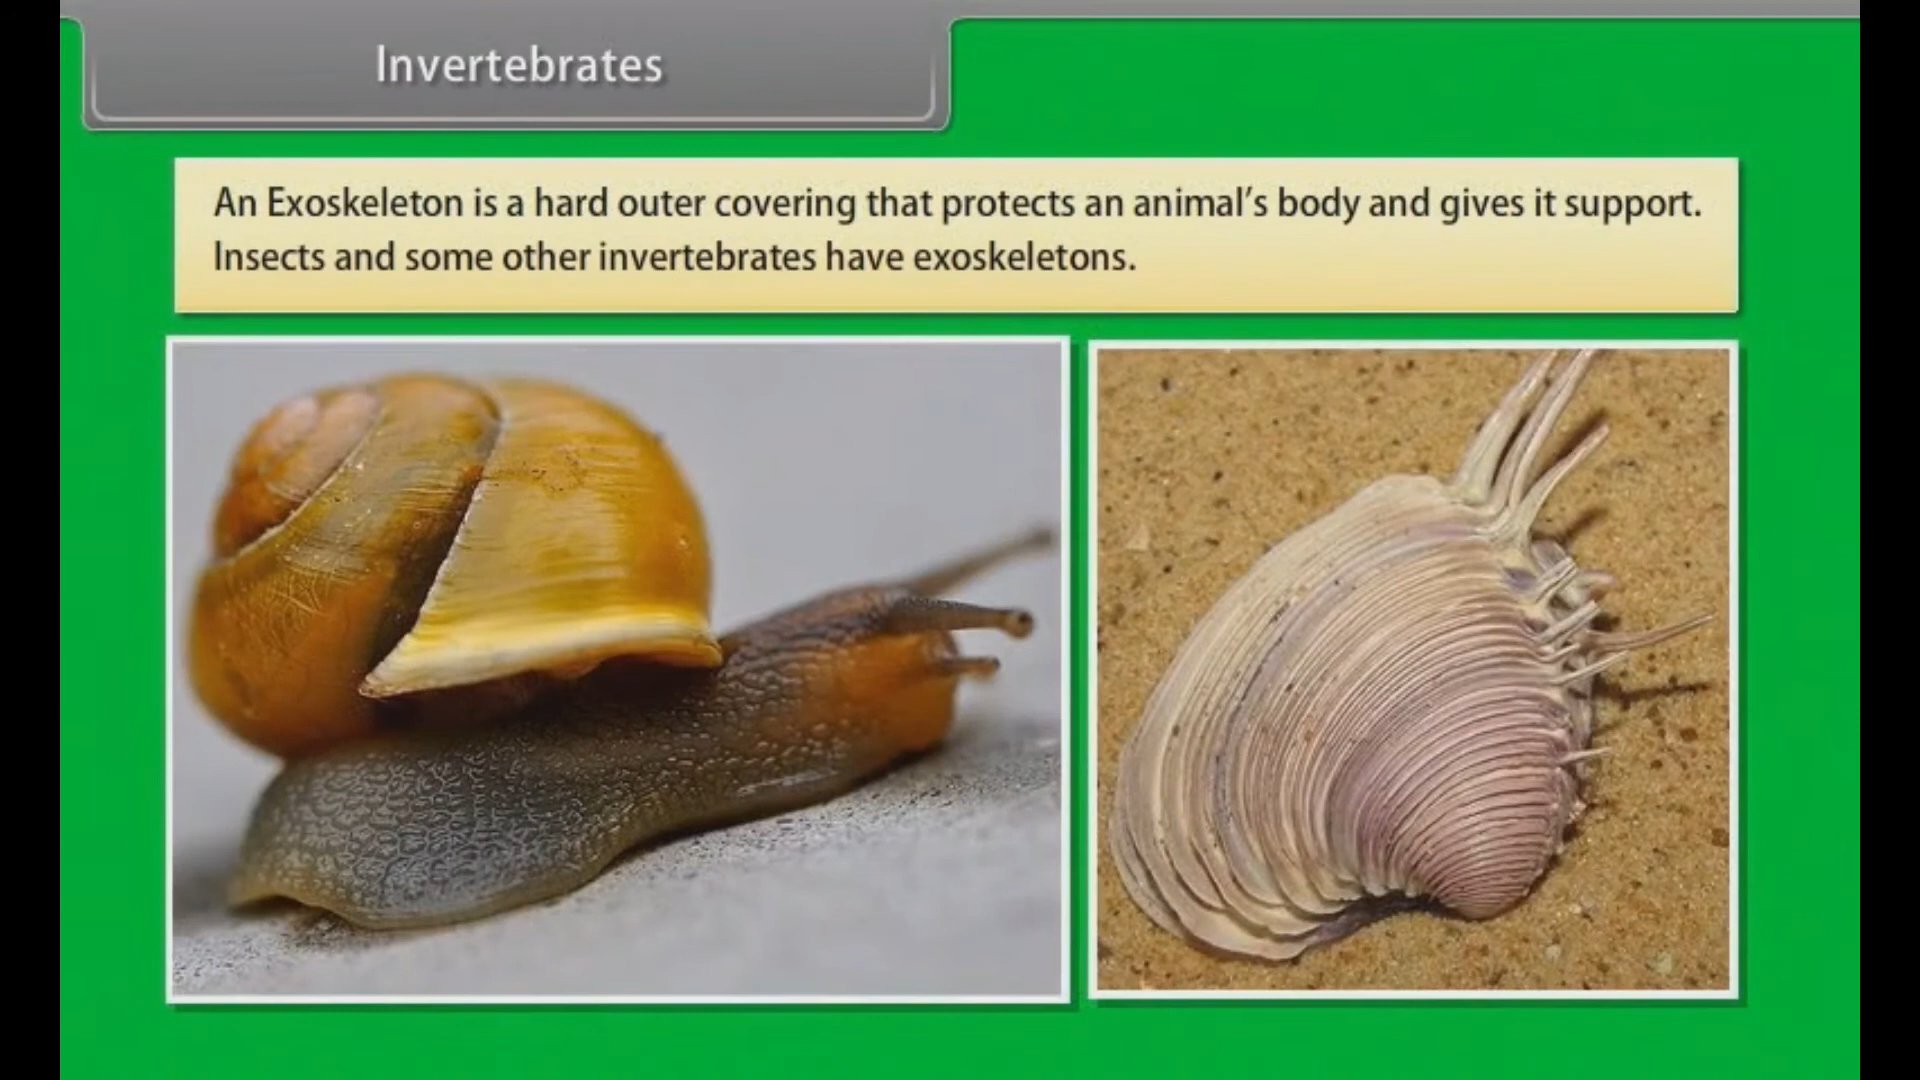 Invertebrates
An Exoskeleton is a hard outer covering that protects an animal's body and gives it support.
Insects and some other invertebrates have exoskeletons.